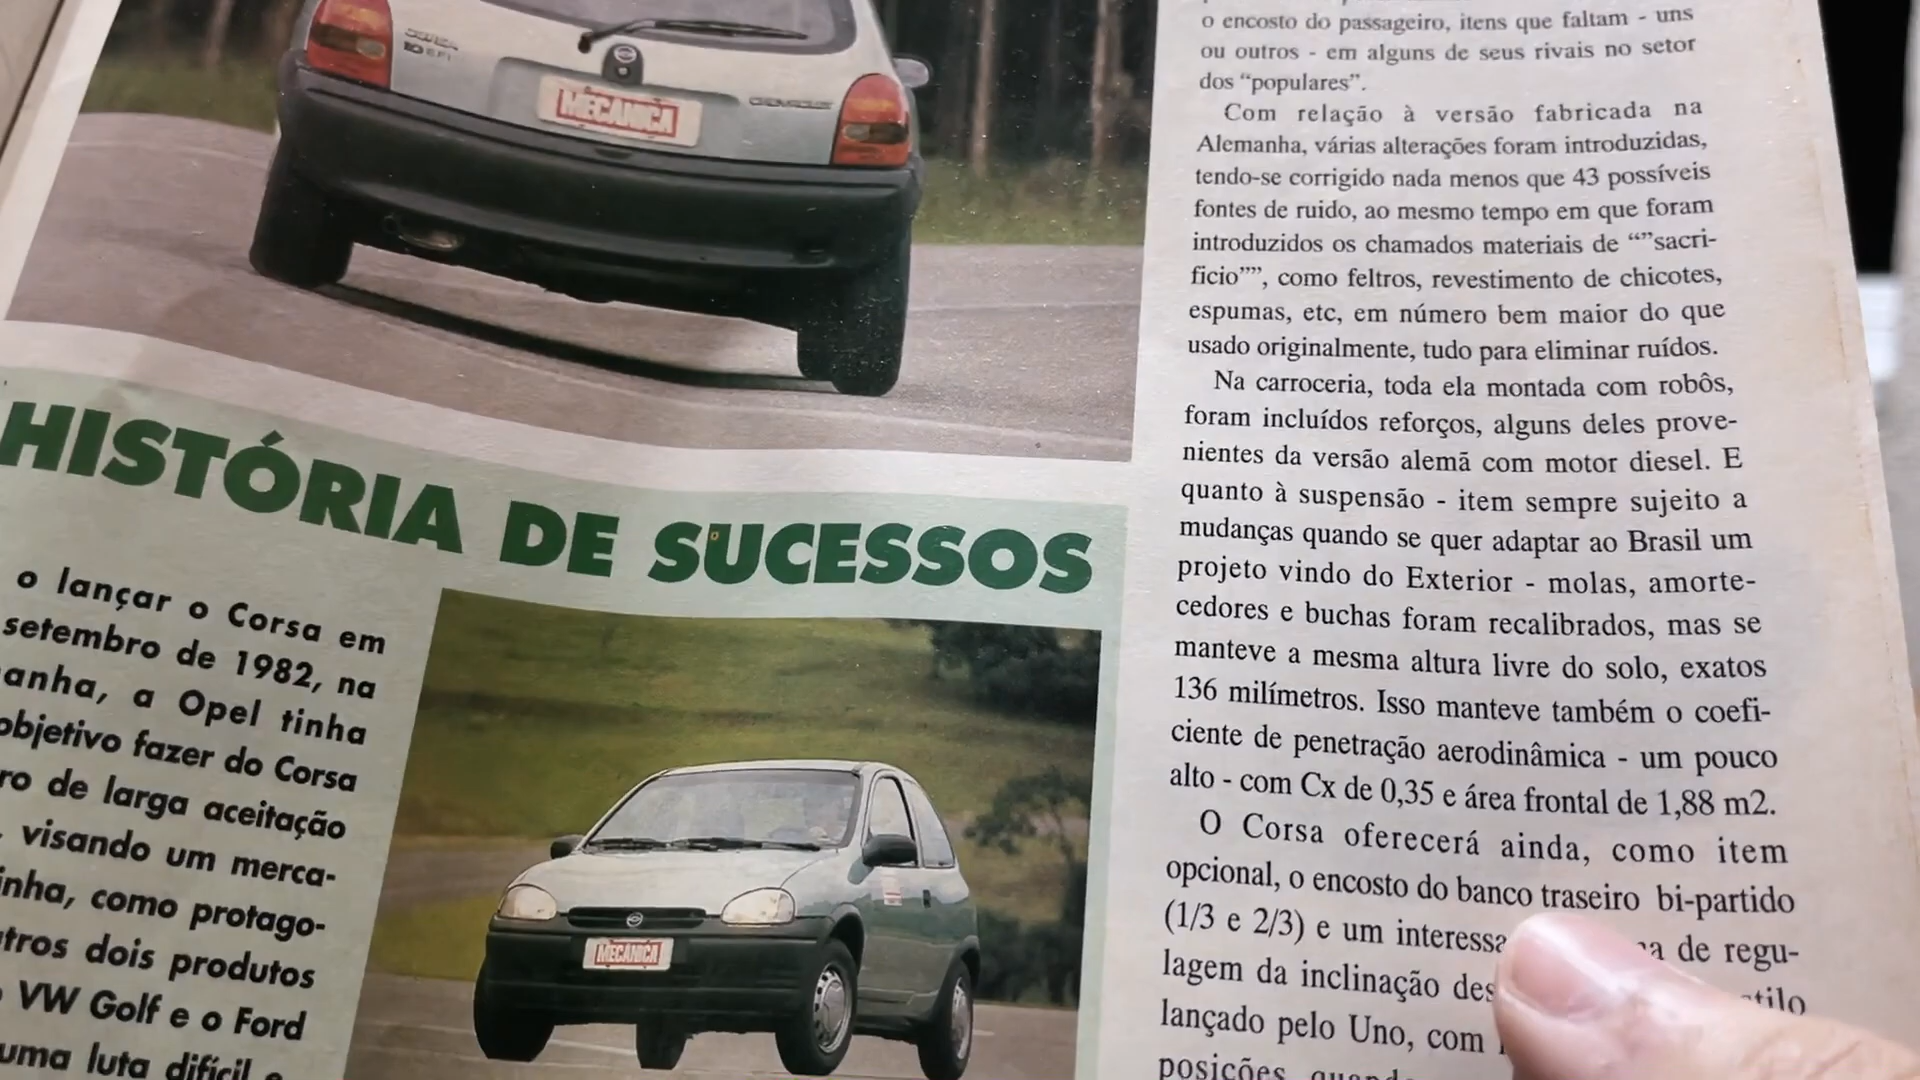 CORSA
1.0 EFI
MECANICA
CHEVROLET
HISTÓRIA DE SUCESSOS
o lançar o Corsa em
setembro de 1982, na
anha, a Opel tinha
objetivo fazer do Corsa
ro de larga aceitação
, visando um merca-
inha, como protago-
tros dois produtos
VW Golf e o Ford
uma luta difícil e
MECANICA
o encosto do passageiro, itens que faltam - uns
ou outros - em alguns de seus rivais no setor
dos “populares”.
Com relação à versão fabricada na
Alemanha, várias alterações foram introduzidas,
tendo-se corrigido nada menos que 43 possíveis
fontes de ruido, ao mesmo tempo em que foram
introduzidos os chamados materiais de “”sacri-
ficio””, como feltros, revestimento de chicotes,
espumas, etc, em número bem maior do que
usado originalmente, tudo para eliminar ruídos.
Na carroceria, toda ela montada com robôs,
foram incluídos reforços, alguns deles prove-
nientes da versão alemã com motor diesel. E
quanto à suspensão - item sempre sujeito a
mudanças quando se quer adaptar ao Brasil um
projeto vindo do Exterior - molas, amorte-
cedores e buchas foram recalibrados, mas se
manteve a mesma altura livre do solo, exatos
136 milímetros. Isso manteve também o coefi-
ciente de penetração aerodinâmica - um pouco
alto - com Cx de 0,35 e área frontal de 1,88 m2.
O Corsa oferecerá ainda, como item
opcional, o encosto do banco traseiro bi-partido
(1/3 e 2/3) e um interessa a de regu-
lagem da inclinação des stilo
lançado pelo Uno, com
posições